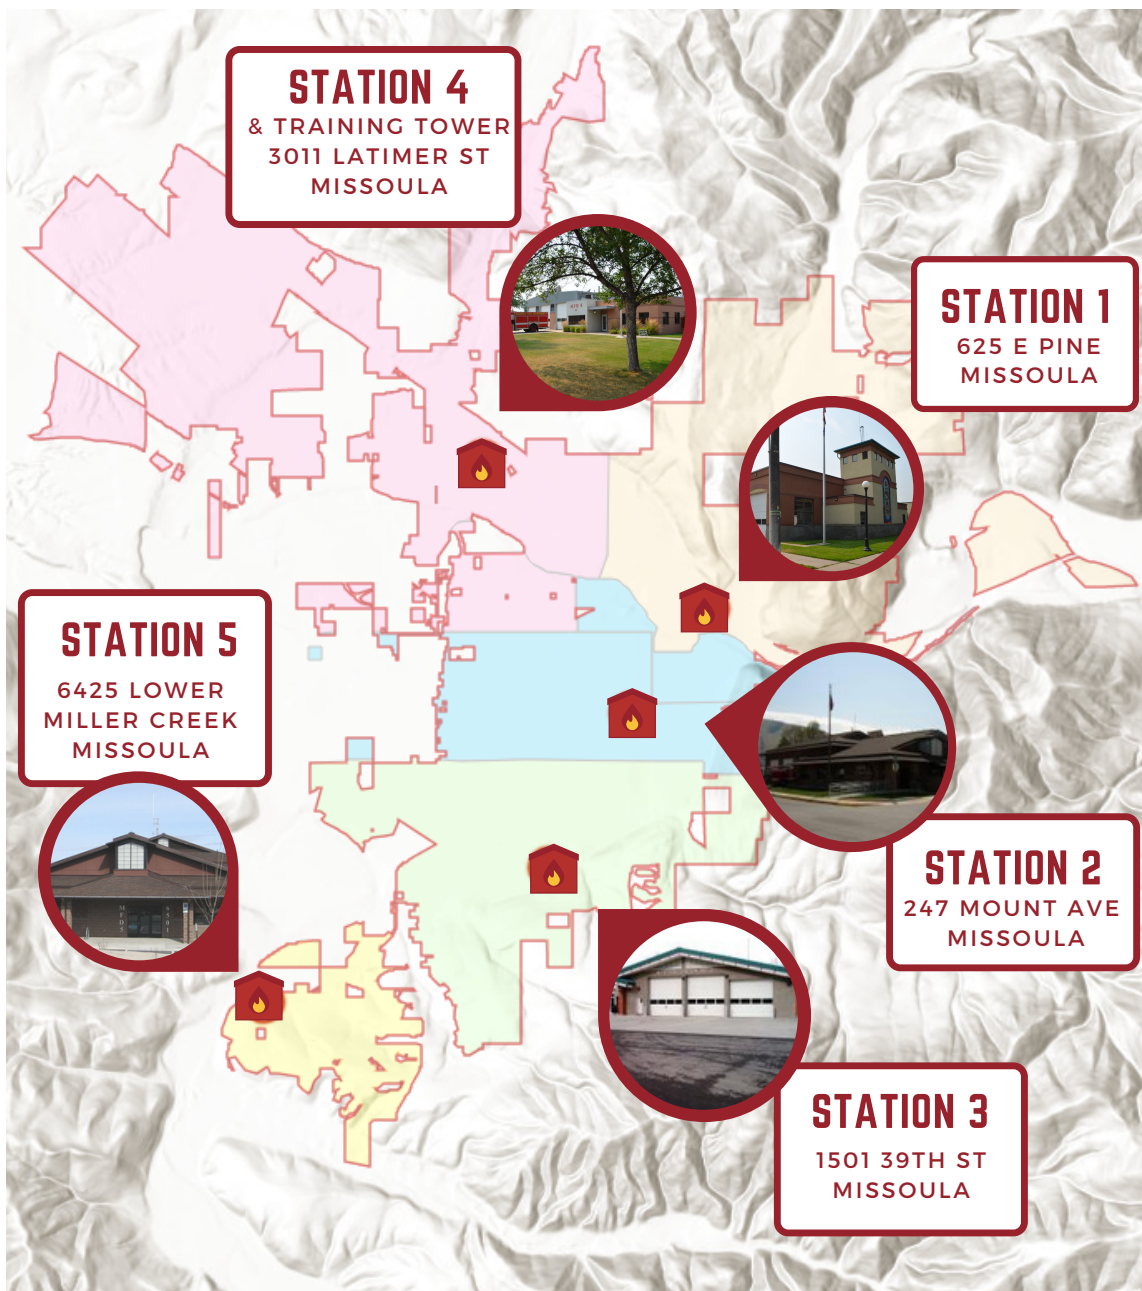 STATION 4
& TRAINING TOWER
3011 LATIMER ST
MISSOULA
STATION 1
625 E PINE
MISSOULA
STATION 5
6425 LOWER
MILLER CREEK
MISSOULA
STATION 2
247 MOUNT AVE
MISSOULA
STATION 3
1501 39TH ST
MISSOULA